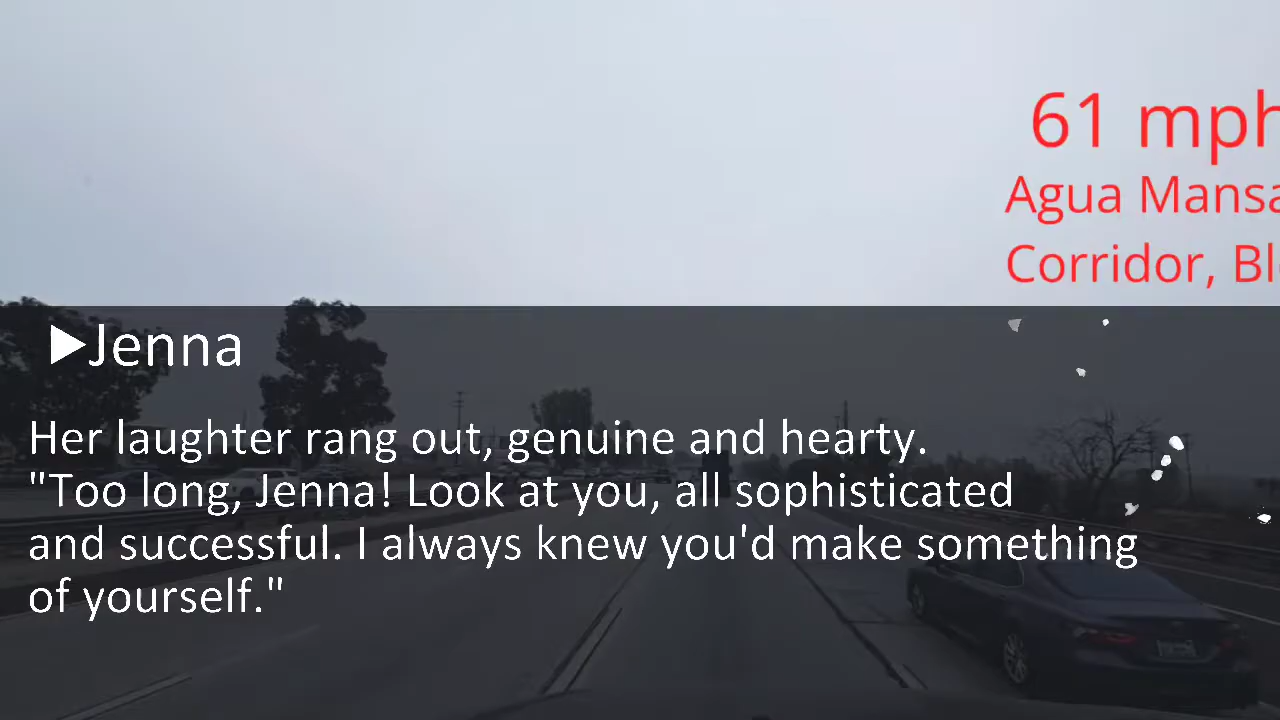 61 mph
Agua Mansa
Corridor, Bl
▶Jenna
Her laughter rang out, genuine and hearty.
"Too long, Jenna! Look at you, all sophisticated
and successful. I always knew you'd make something
of yourself."